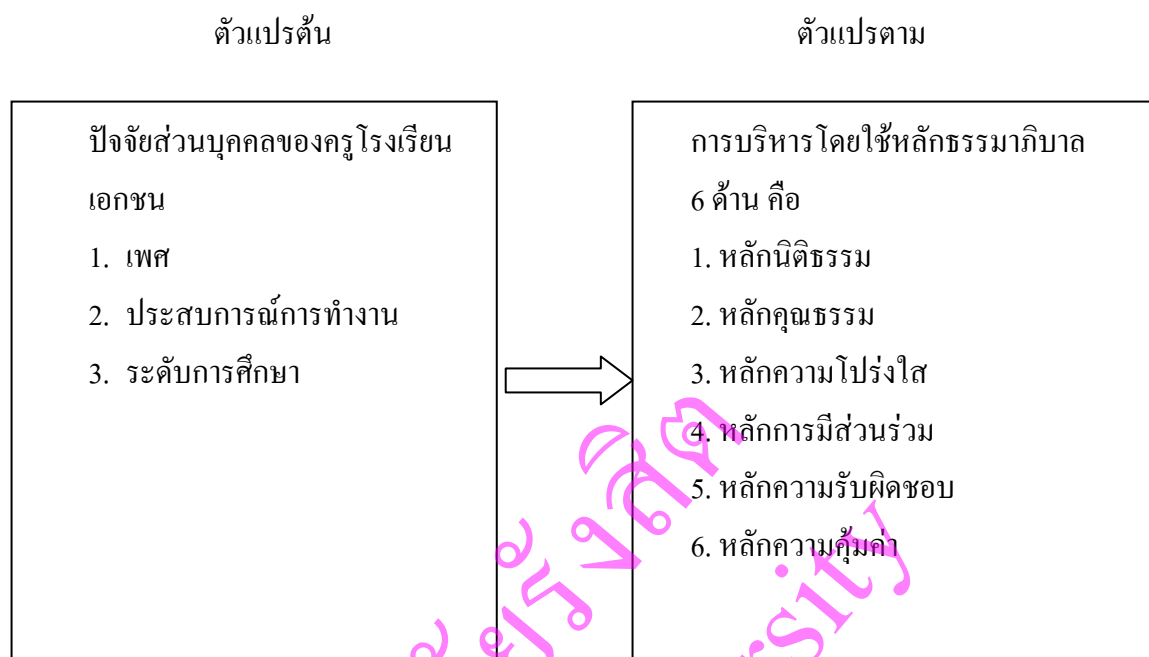 ตัวแปรต้น
ตัวแปรตาม
ปัจจัยส่วนบุคคลของครูโรงเรียน
เอกชน
1. เพศ
2. ประสบการณ์การทำงาน
3. ระดับการศึกษา
การบริหารโดยใช้หลักธรรมาภิบาล
6 ด้าน คือ
1. หลักนิติธรรม
2. หลักคุณธรรม
3. หลักความโปร่งใส
4. หลักการมีส่วนร่วม
5. หลักความรับผิดชอบ
6. หลักความคุ้มค่า
รังสิต
rsity